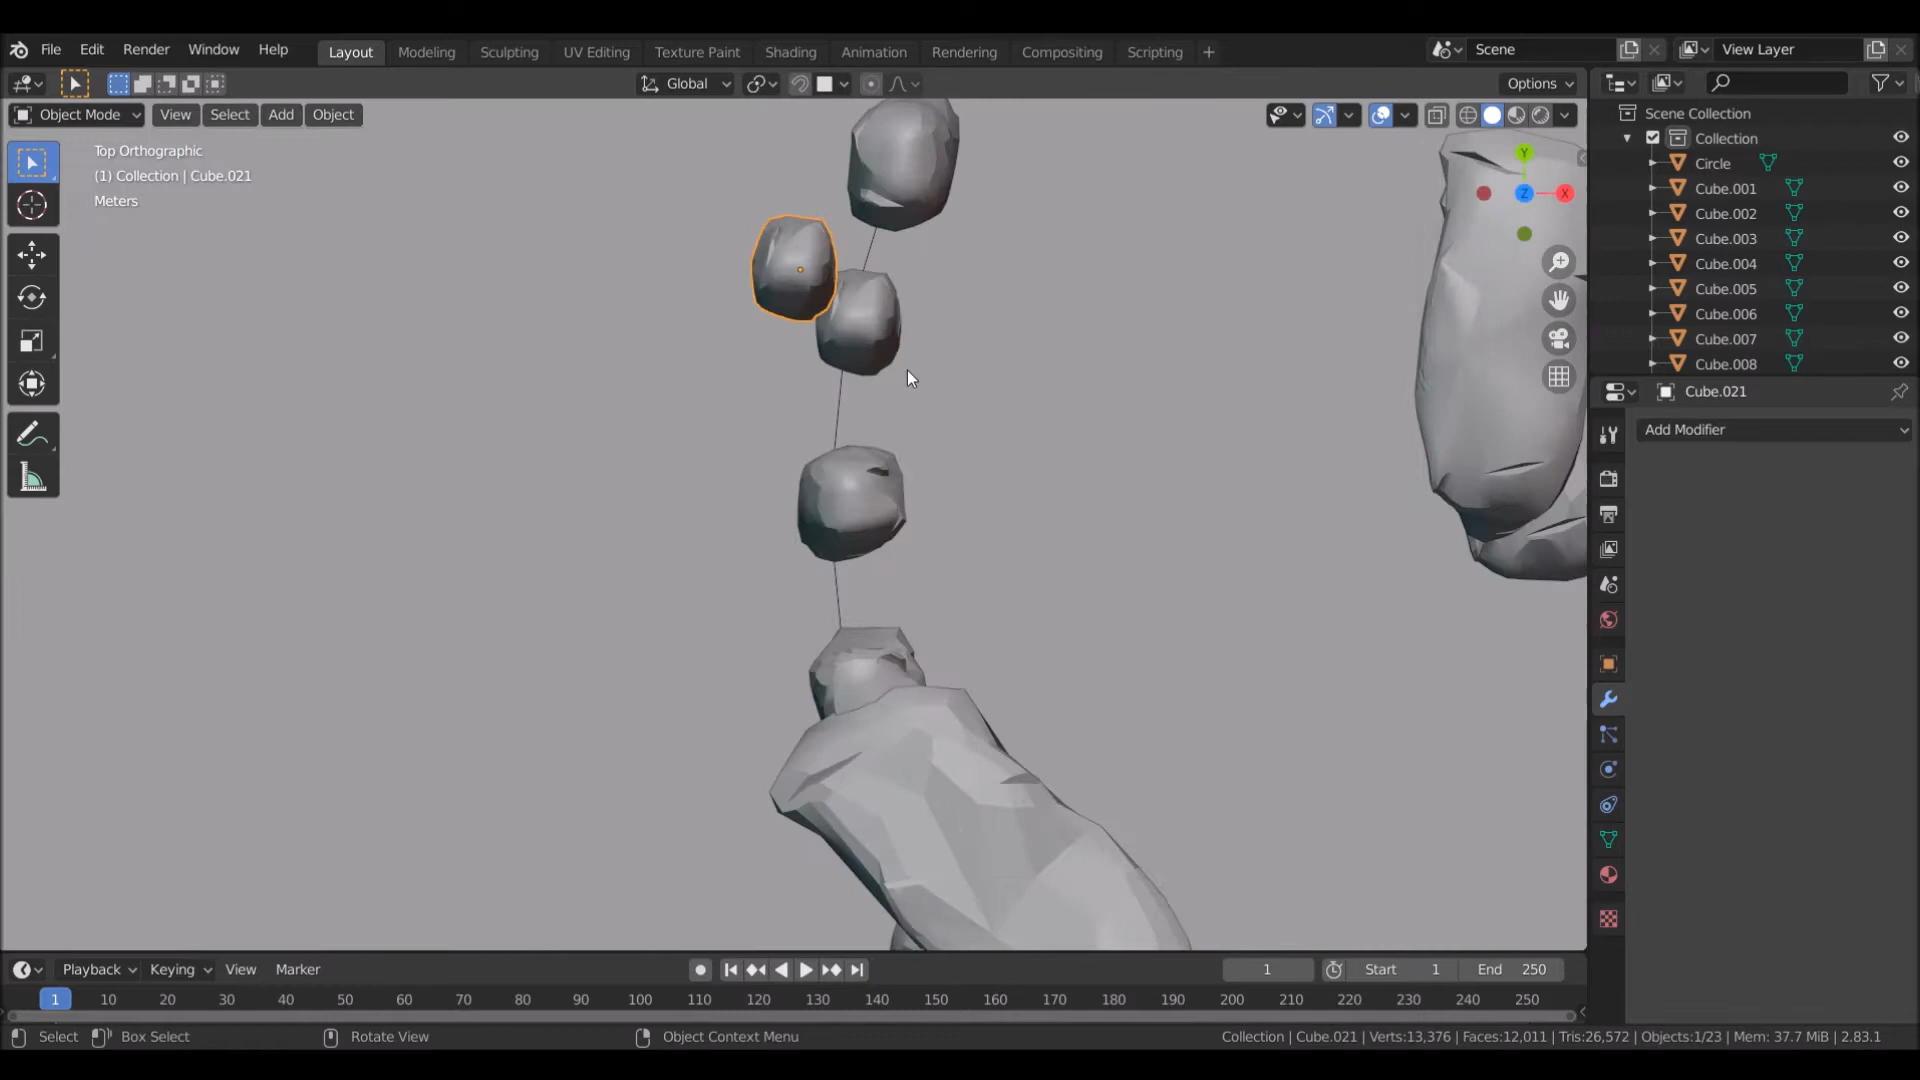 File Edit Render Window Help Layout Modeling Sculpting UV Editing Texture Paint Shading Animation Rendering Compositing Scripting + Scene View Layer
Global Options
Object Mode View Select Add Object
Top Orthographic
(1) Collection | Cube.021
Meters
Y
Z
X
Scene Collection
Collection
Circle
Cube.001
Cube.002
Cube.003
Cube.004
Cube.005
Cube.006
Cube.007
Cube.008
Cube.021
Add Modifier
Playback Keying View Marker 1 Start 1 End 250
1 10 20 30 40 50 60 70 80 90 100 110 120 130 140 150 160 170 180 190 200 210 220 230 240 250
Select Box Select Rotate View Object Context Menu Collection | Cube.021 | Verts:13,376 | Faces:12,011 | Tris:26,572 | Objects:1/23 | Mem: 37.7 MiB | 2.83.1